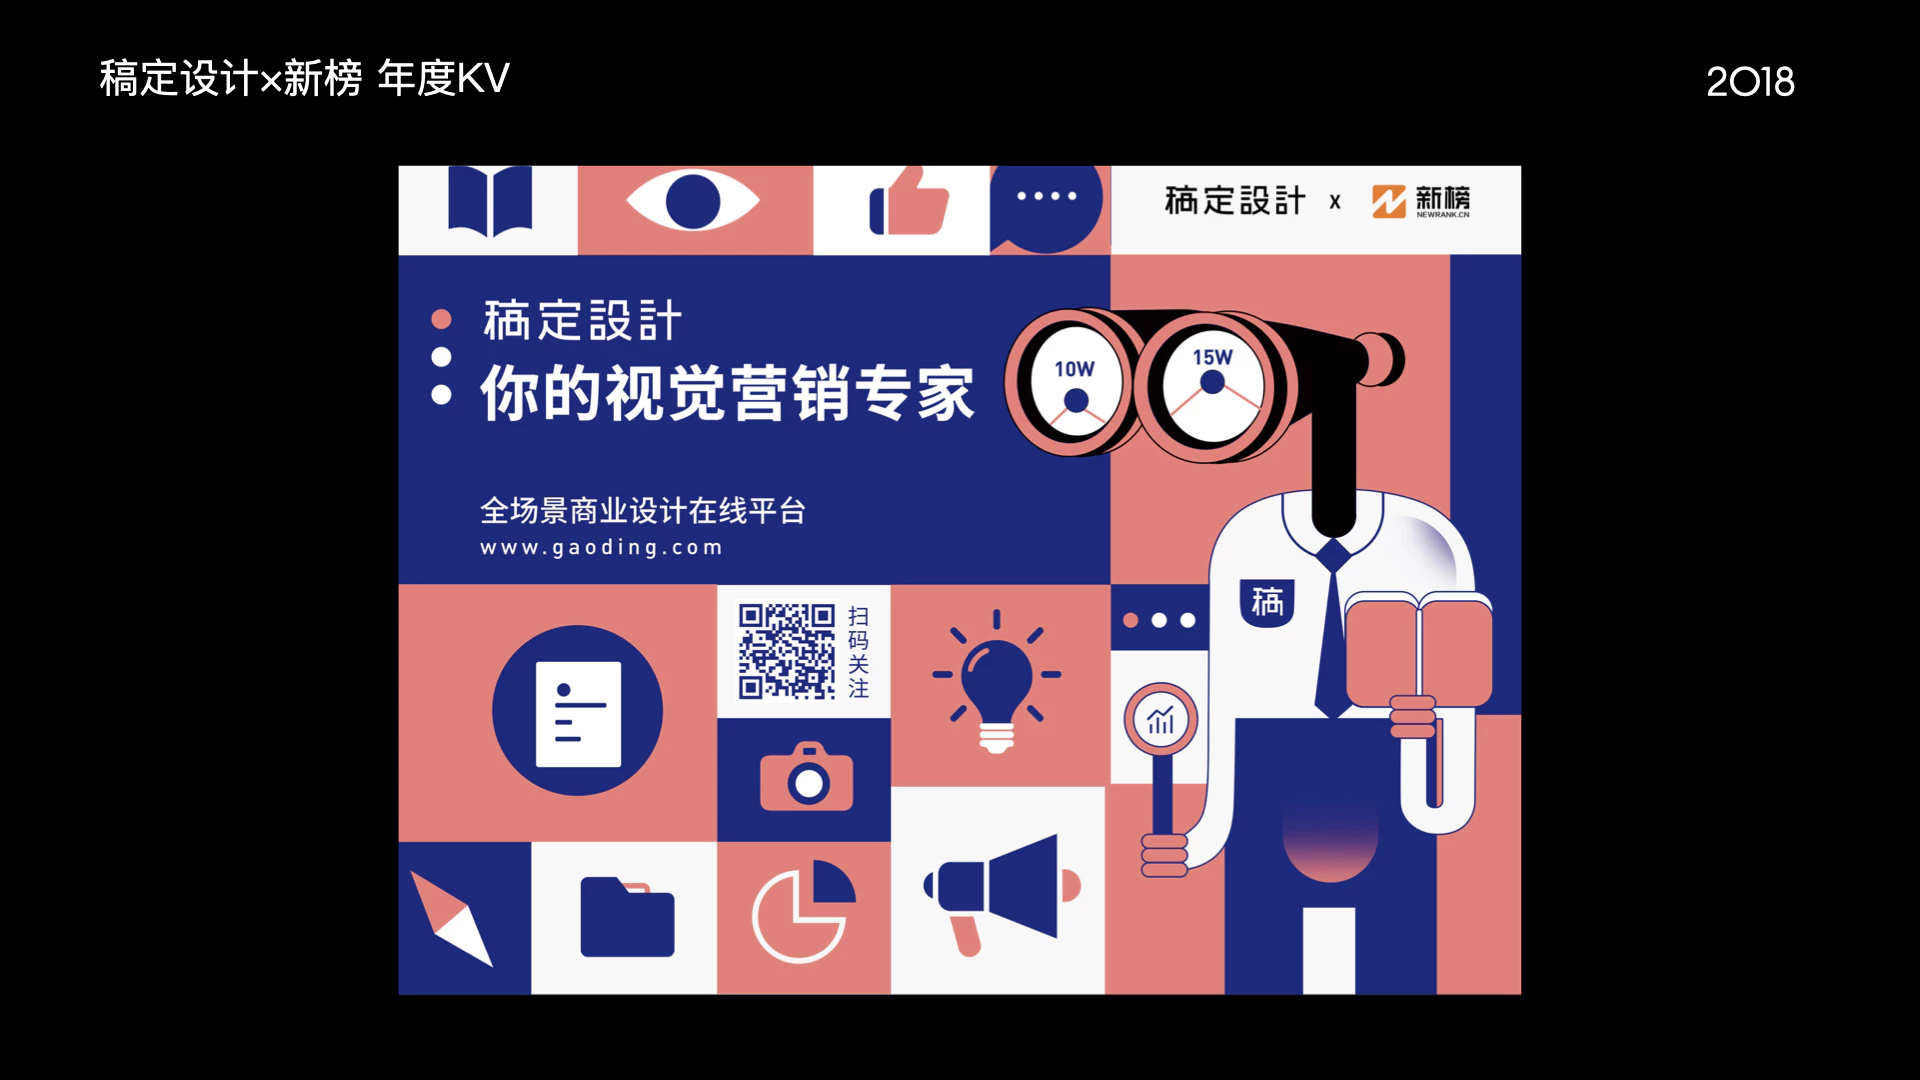 稿定设计×新榜 年度KV
2018
稿定設計 x 新榜
NEWRANK.CN
稿定設計
你的视觉营销专家
10W
15W
全场景商业设计在线平台
www.gaoding.com
稿
扫码关注